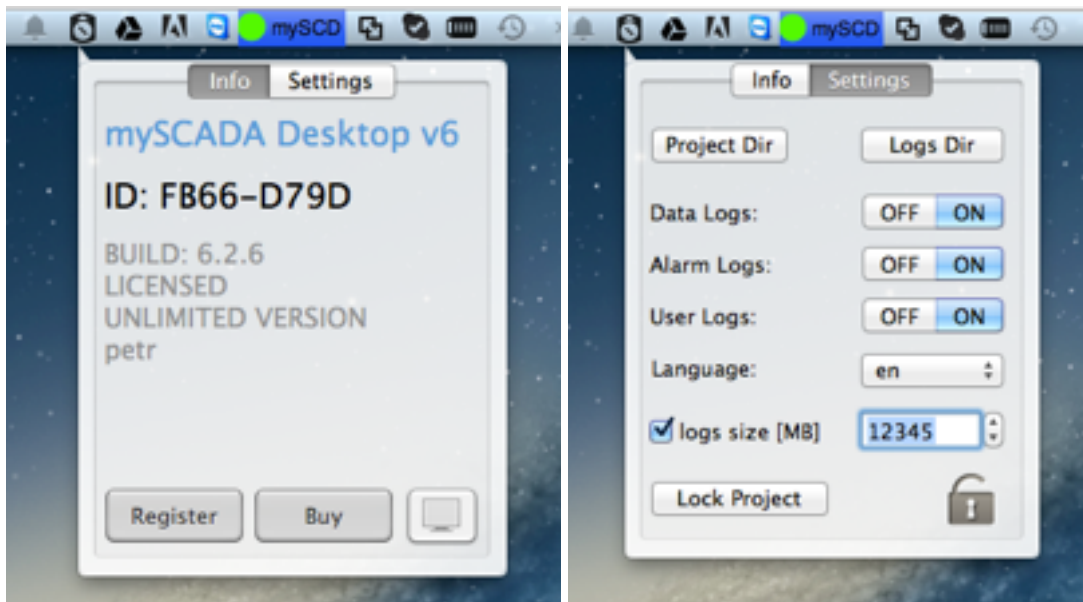 mySCD
Info Settings
mySCADA Desktop v6
ID: FB66-D79D
BUILD: 6.2.6
LICENSED
UNLIMITED VERSION
petr
Register Buy
mySCD
Info Settings
Project Dir Logs Dir
Data Logs: OFF ON
Alarm Logs: OFF ON
User Logs: OFF ON
Language: en
logs size [MB] 12345
Lock Project